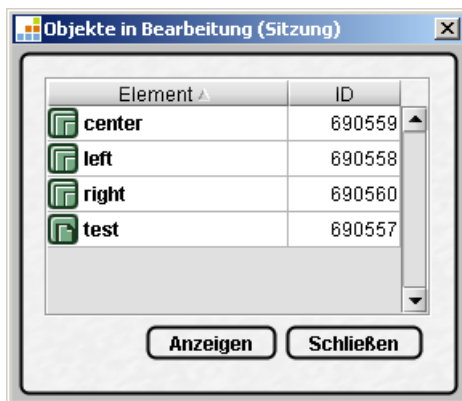 Objekte in Bearbeitung (Sitzung)
Element ID
center 690559
left 690558
right 690560
test 690557
Anzeigen Schließen